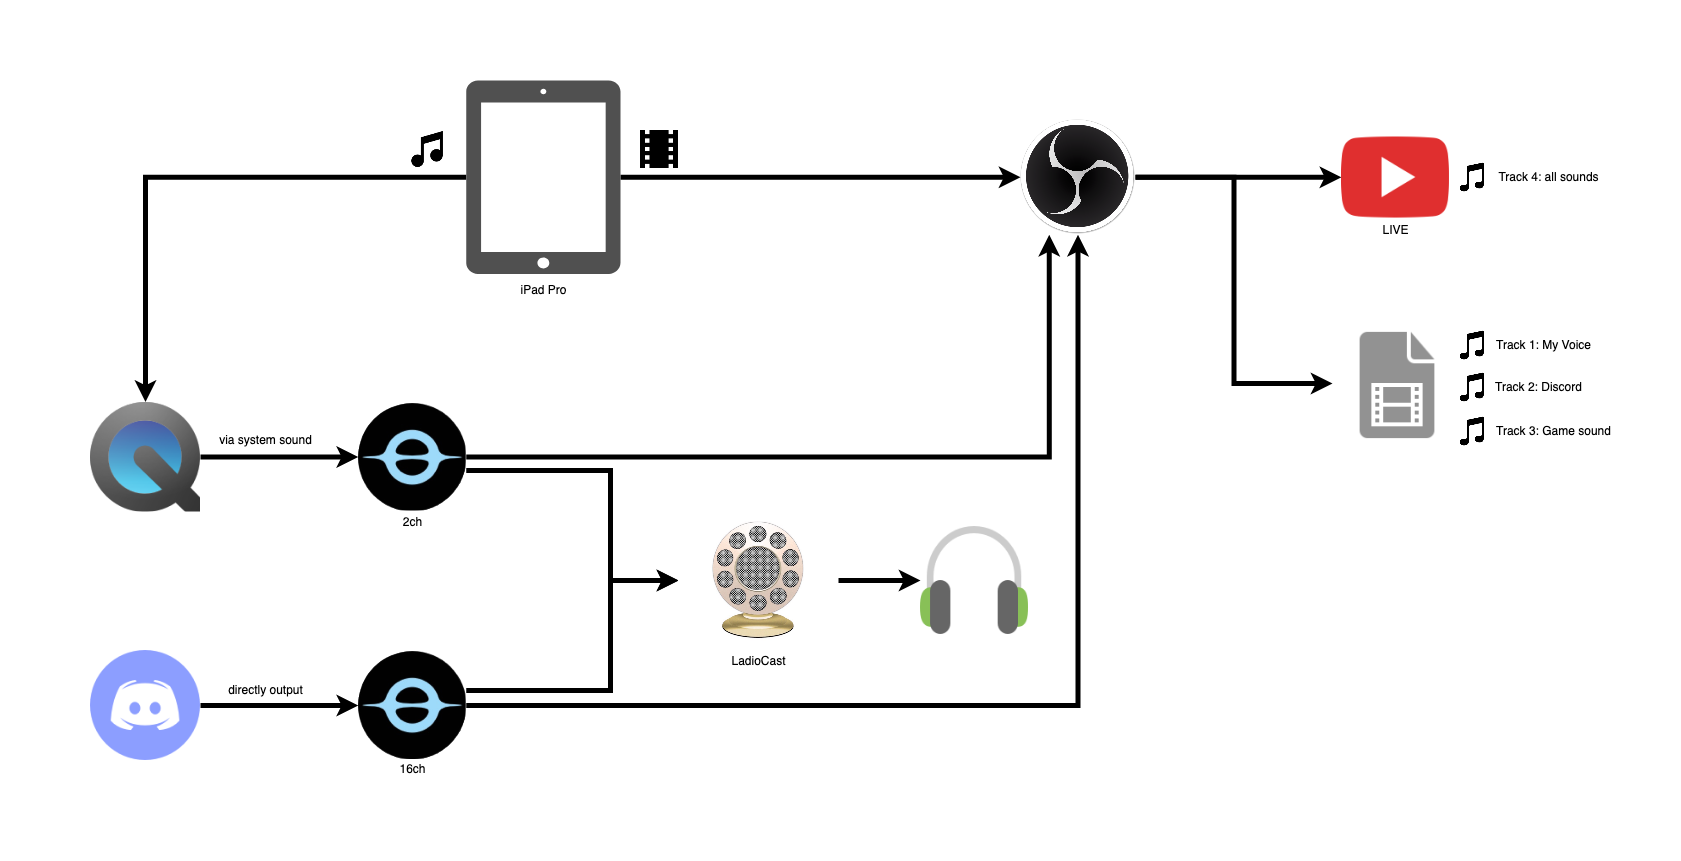 Track 4: all sounds
LIVE
iPad Pro
Track 1: My Voice
Track 2: Discord
Track 3: Game sound
via system sound
2ch
LadioCast
directly output
16ch